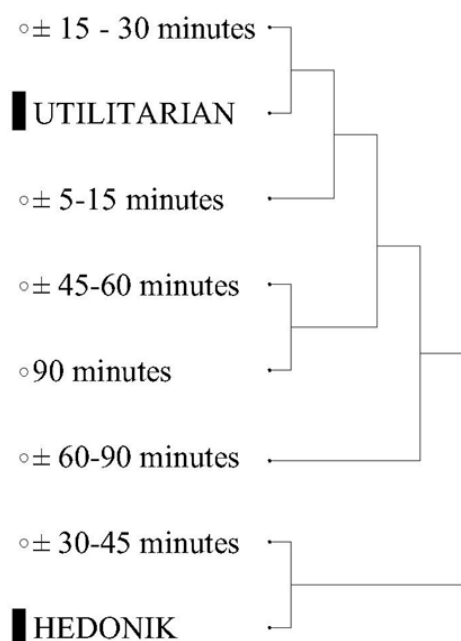 ± 15 - 30 minutes
UTILITARIAN
± 5-15 minutes
± 45-60 minutes
90 minutes
± 60-90 minutes
± 30-45 minutes
HEDONIK